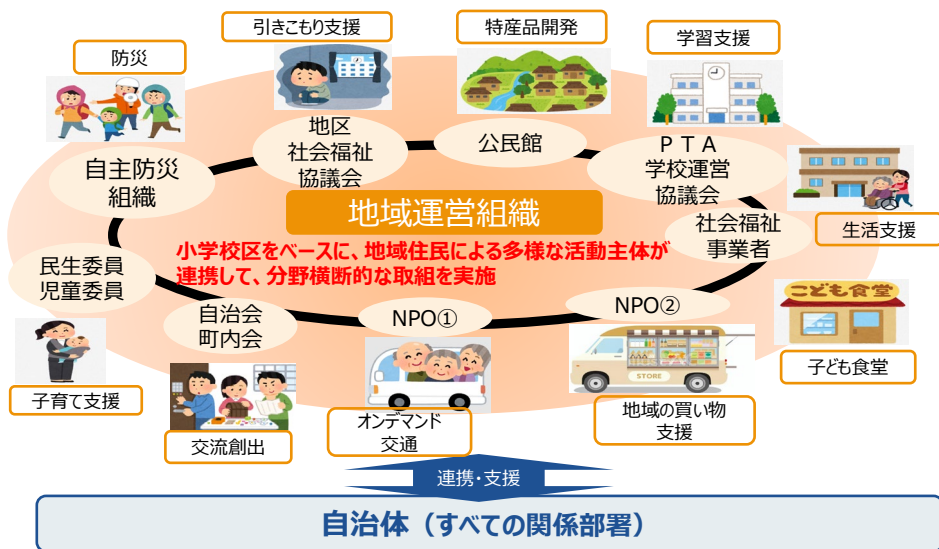 引きこもり支援
特産品開発
学習支援
防災
地区
社会福祉
協議会
公民館
ＰＴＡ
学校運営
協議会
自主防災
組織
地域運営組織
社会福祉
事業者
生活支援
小学校区をベースに、地域住民による多様な活動主体が
連携して、分野横断的な取組を実施
民生委員
児童委員
自治会
町内会
NPO①
NPO②
こども食堂
子ども食堂
STORE
子育て支援
交流創出
オンデマンド
交通
地域の買い物
支援
連携・支援
自治体（すべての関係部署）